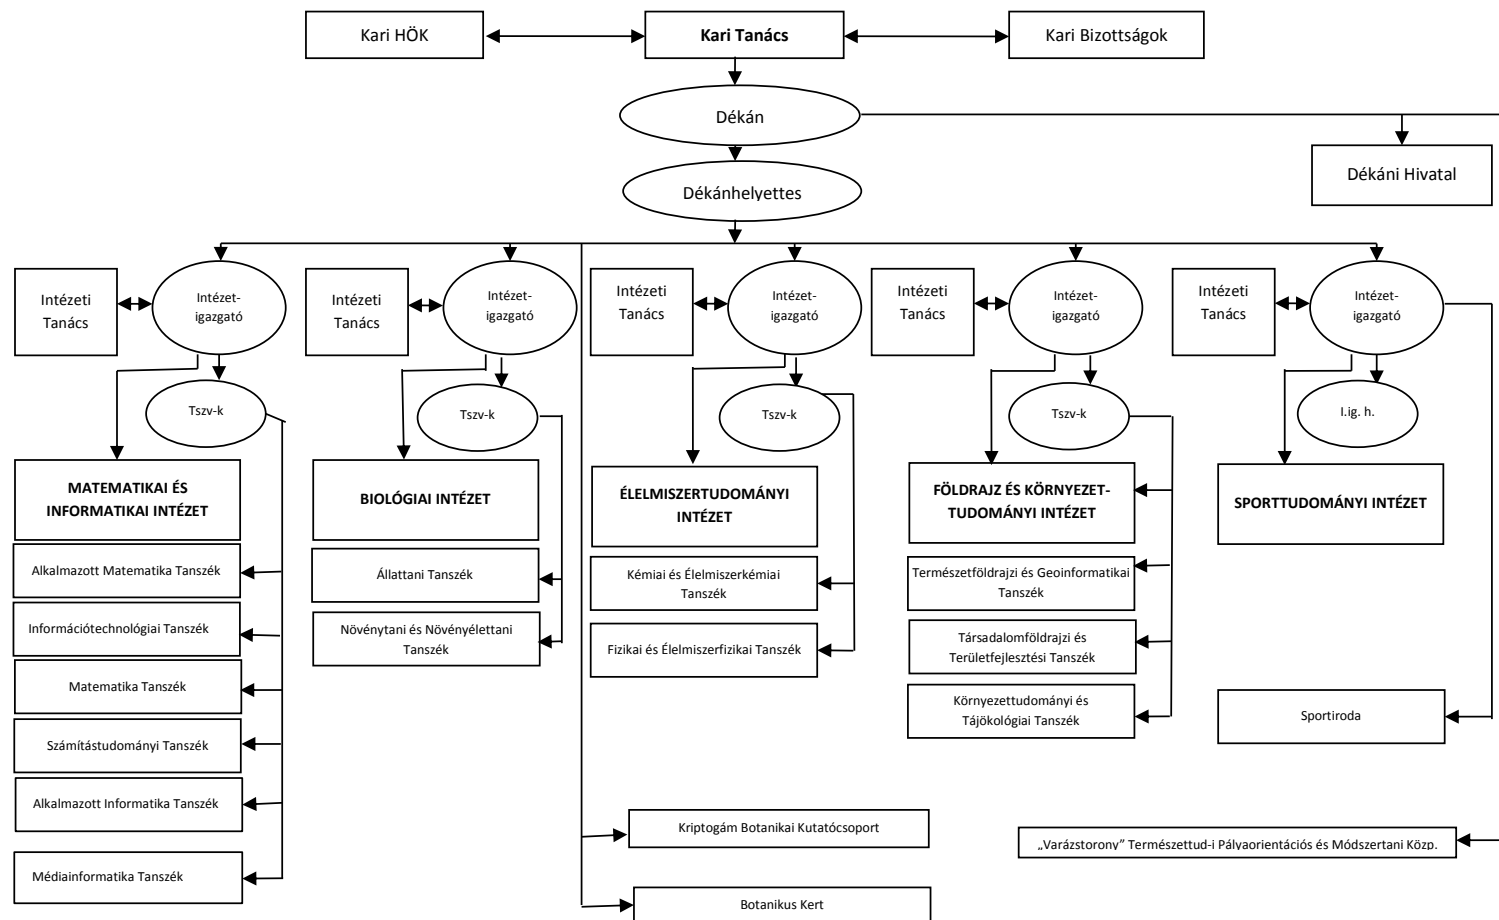 Kari HÖK
Kari Tanács
Kari Bizottságok
Dékán
Dékáni Hivatal
Dékánhelyettes
Intézeti
Tanács
Intézet-
igazgató
Intézeti
Tanács
Intézet-
igazgató
Intézeti
Tanács
Intézet-
igazgató
Intézeti
Tanács
Intézet-
igazgató
Intézeti
Tanács
Intézet-
igazgató
Tszv-k
Tszv-k
Tszv-k
Tszv-k
I.ig. h.
MATEMATIKAI ÉS
INFORMATIKAI INTÉZET
BIOLÓGIAI INTÉZET
ÉLELMISZERTUDOMÁNYI
INTÉZET
FÖLDRAJZ ÉS KÖRNYEZET-
TUDOMÁNYI INTÉZET
SPORTTUDOMÁNYI INTÉZET
Alkalmazott Matematika Tanszék
Információtechnológiai Tanszék
Matematika Tanszék
Számítástudományi Tanszék
Alkalmazott Informatika Tanszék
Médiainformatika Tanszék
Állattani Tanszék
Növénytani és Növényélettani
Tanszék
Kémiai és Élelmiszerkémiai
Tanszék
Fizikai és Élelmiszerfizikai Tanszék
Természetföldrajzi és Geoinformatikai
Tanszék
Társadalomföldrajzi és
Területfejlesztési Tanszék
Környezettudományi és
Tájökológiai Tanszék
Sportiroda
Kriptogám Botanikai Kutatócsoport
„Varázstorony” Természettud-i Pályaorientációs és Módszertani Közp.
Botanikus Kert